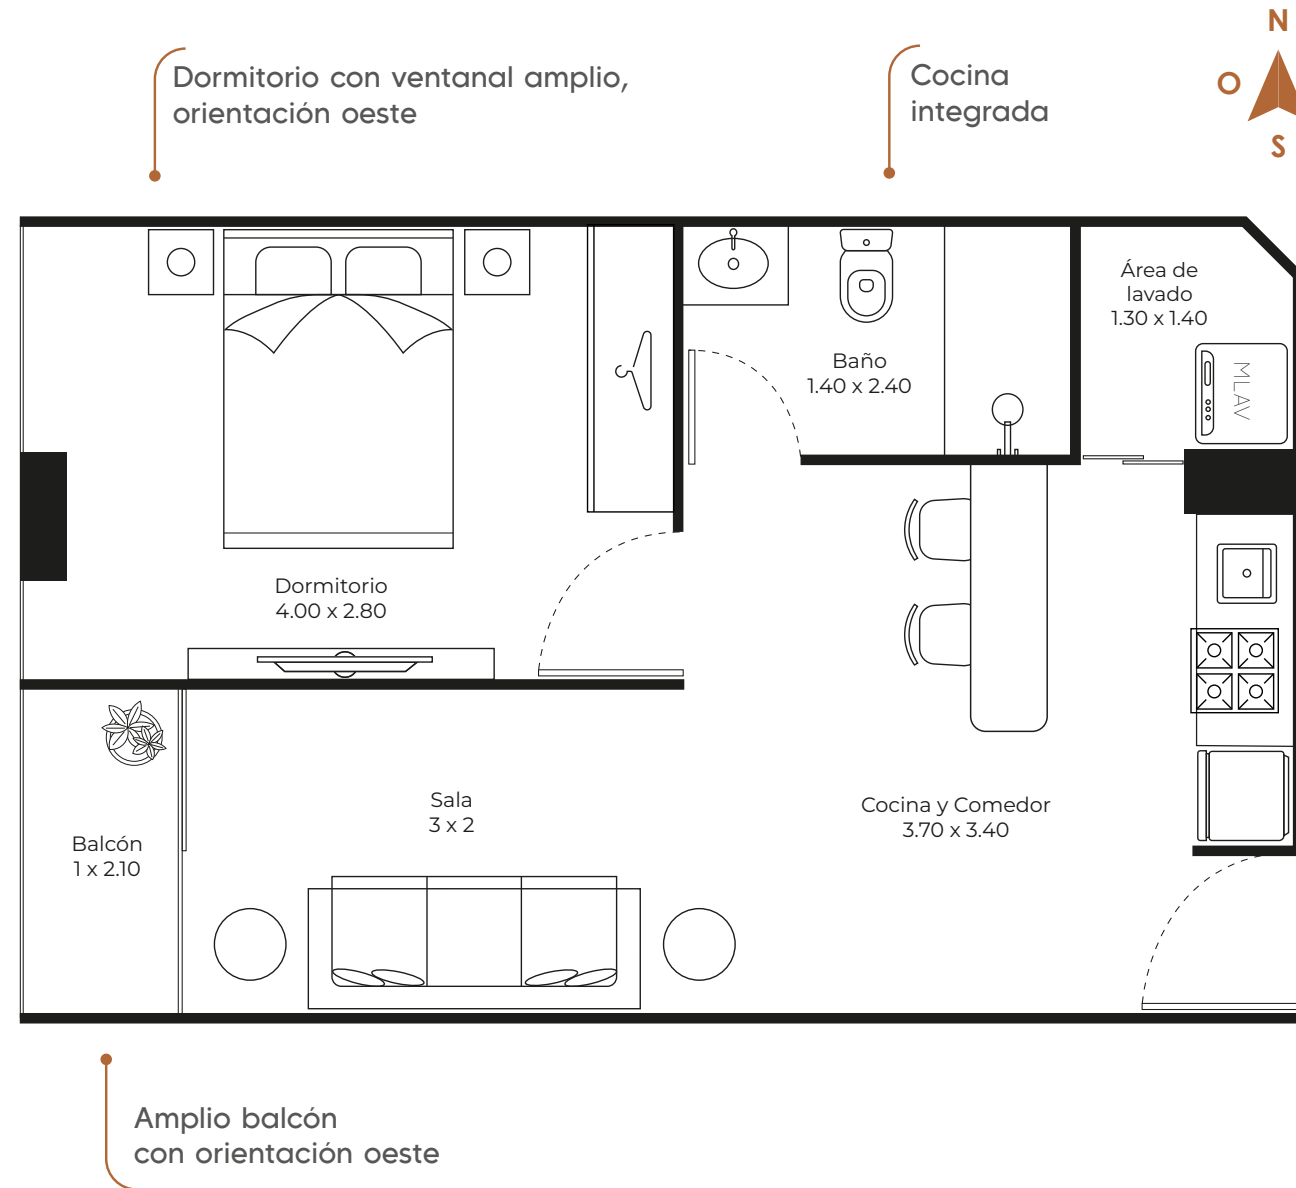 N
Dormitorio con ventanal amplio,
orientación oeste
Cocina
integrada
O
S
Área de
lavado
1.30 x 1.40
MLAV
Baño
1.40 x 2.40
Dormitorio
4.00 x 2.80
Sala
3 x 2
Cocina y Comedor
3.70 x 3.40
Balcón
1 x 2.10
Amplio balcón
con orientación oeste